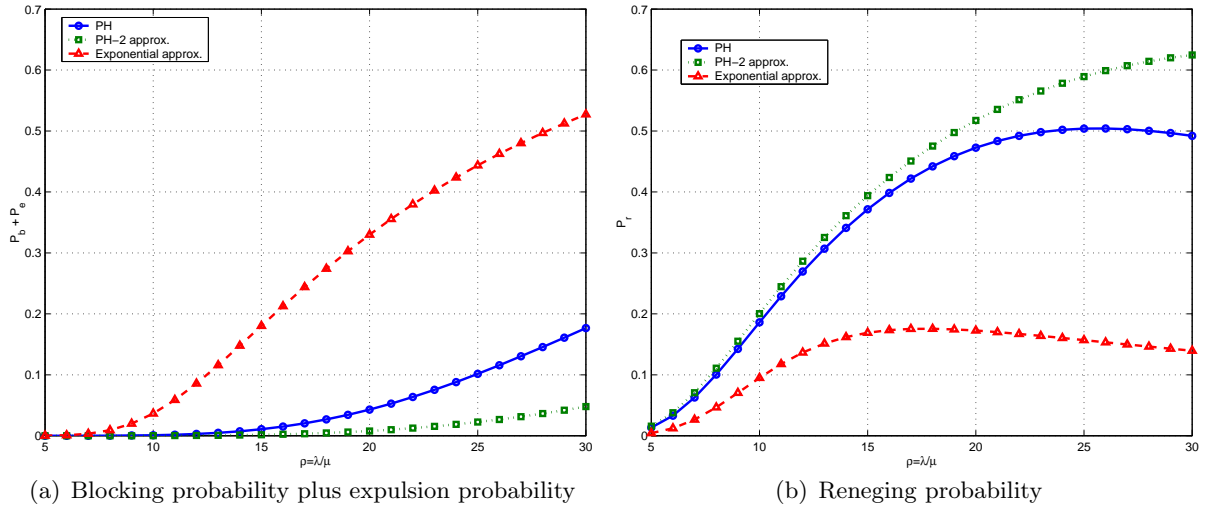 0.7
0.6
0.5
0.4
0.3
0.2
0.1
0
P_b + P_e
PH
PH−2 approx.
Exponential approx.
5 10 15 20 25 30
ρ=λ/μ
(a) Blocking probability plus expulsion probability
0.7
0.6
0.5
0.4
0.3
0.2
0.1
0
P_r
PH
PH−2 approx.
Exponential approx.
5 10 15 20 25 30
ρ=λ/μ
(b) Reneging probability